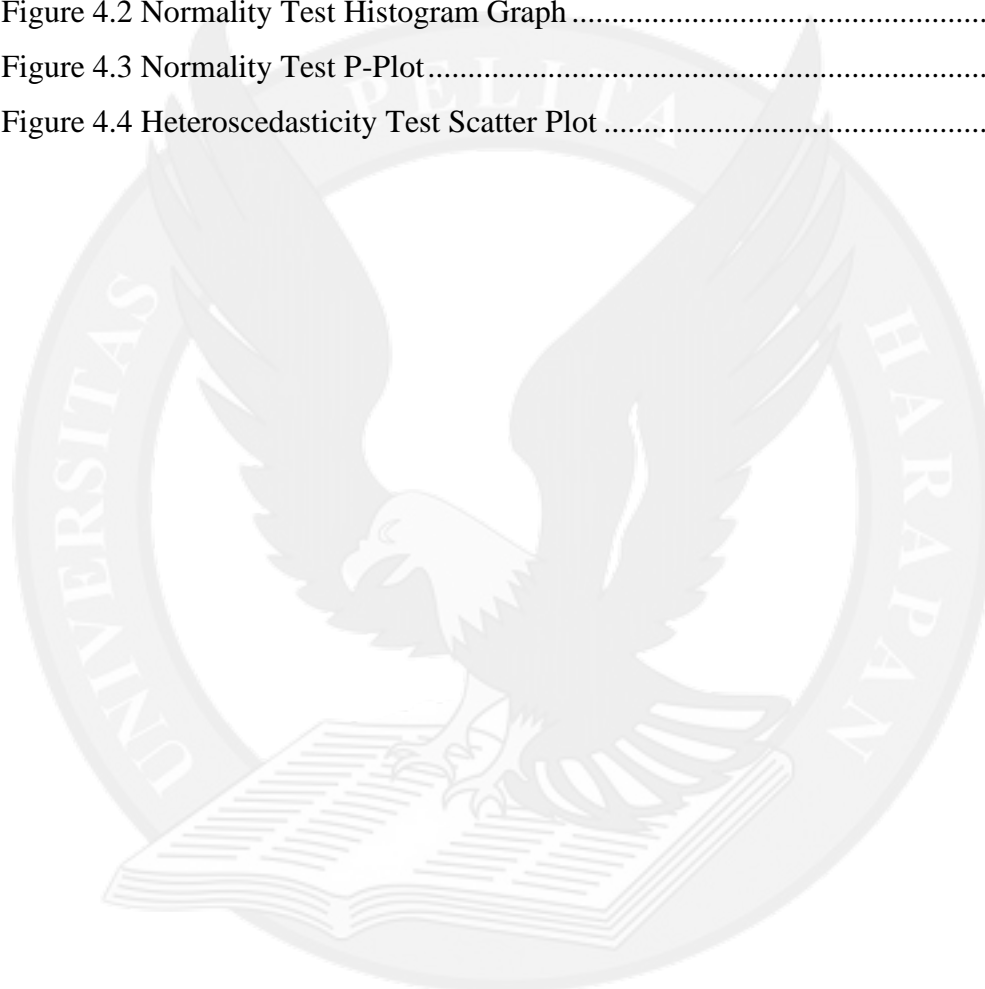 Figure 4.2 Normality Test Histogram Graph ..................................................
Figure 4.3 Normality Test P-Plot ....................................................................
Figure 4.4 Heteroscedasticity Test Scatter Plot ..............................................
UNIVERSITAS PELITA HARAPAN